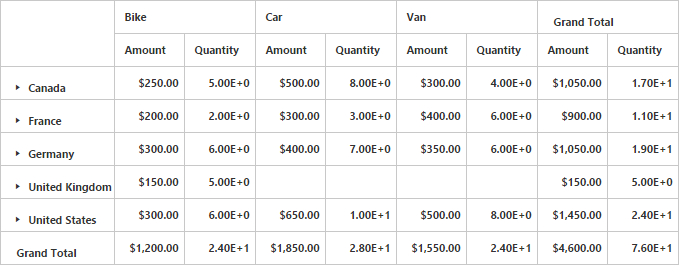 Bike Car Van Grand Total
Amount Quantity Amount Quantity Amount Quantity Amount Quantity
Canada $250.00 5.00E+0 $500.00 8.00E+0 $300.00 4.00E+0 $1,050.00 1.70E+1
France $200.00 2.00E+0 $300.00 3.00E+0 $400.00 6.00E+0 $900.00 1.10E+1
Germany $300.00 6.00E+0 $400.00 7.00E+0 $350.00 6.00E+0 $1,050.00 1.90E+1
United Kingdom $150.00 5.00E+0 $150.00 5.00E+0
United States $300.00 6.00E+0 $650.00 1.00E+1 $500.00 8.00E+0 $1,450.00 2.40E+1
Grand Total $1,200.00 2.40E+1 $1,850.00 2.80E+1 $1,550.00 2.40E+1 $4,600.00 7.60E+1